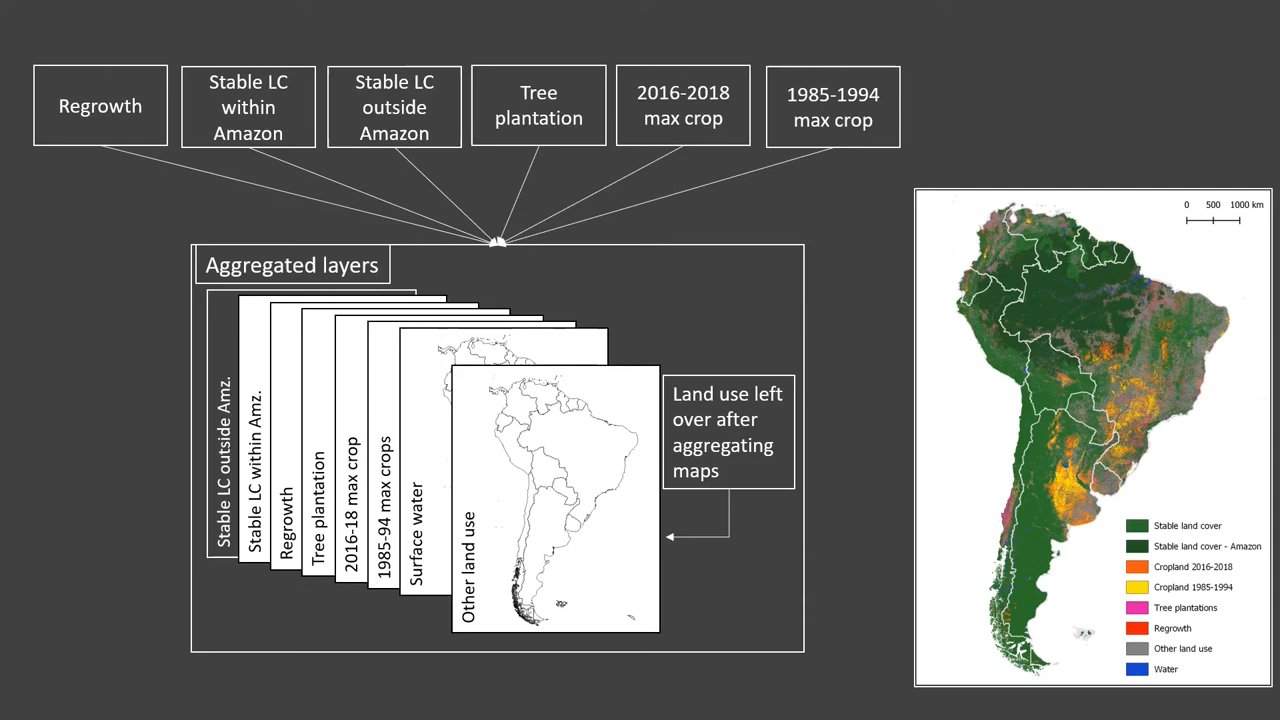 Regrowth
Stable LC
within
Amazon
Stable LC
outside
Amazon
Tree
plantation
2016-2018
max crop
1985-1994
max crop
Aggregated layers
Stable LC outside Amz.
Stable LC within Amz.
Regrowth
Tree plantation
2016-18 max crop
1985-94 max crops
Surface water
Other land use
Land use left
over after
aggregating
maps
0 500 1000 km
Stable land cover
Stable land cover - Amazon
Cropland 2016-2018
Cropland 1985-1994
Tree plantations
Regrowth
Other land use
Water